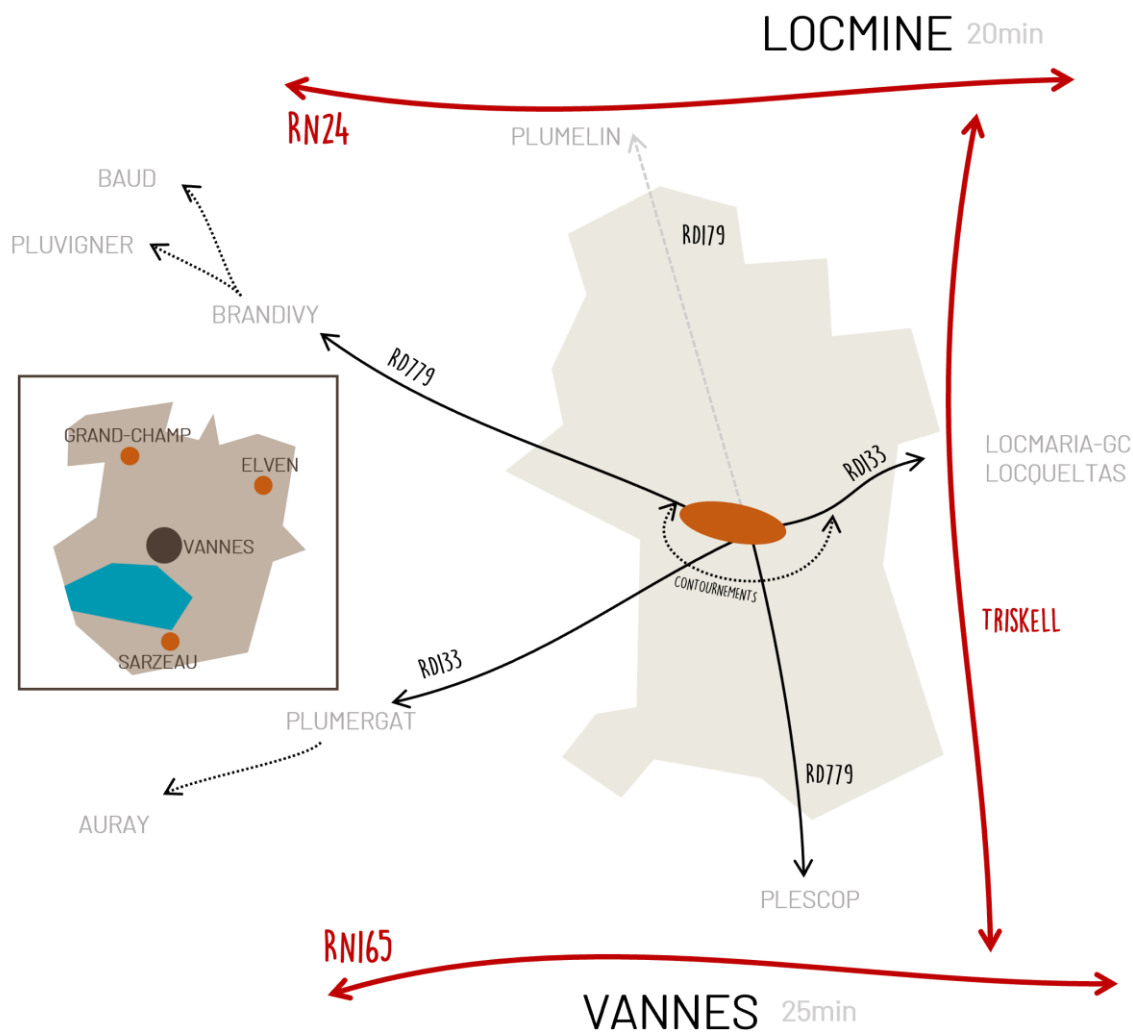 LOCMINE 20min
RN24
PLUMELIN
BAUD
RD179
PLUVIGNER
BRANDIVY
RD779
GRAND-CHAMP
ELVEN
VANNES
SARZEAU
RD133
LOCMARIA-GC
LOCQUELTAS
CONTOURNEMENTS
TRISKELL
RD133
PLUMERGAT
RD779
AURAY
PLESCOP
RN165
VANNES 25min